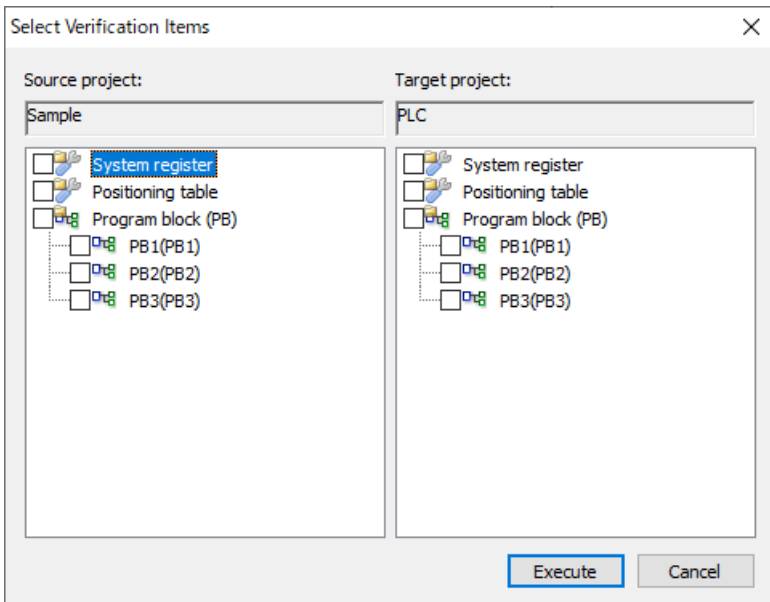 Select Verification Items
Source project:
Target project:
Sample
PLC
System register
Positioning table
Program block (PB)
PB1(PB1)
PB2(PB2)
PB3(PB3)
System register
Positioning table
Program block (PB)
PB1(PB1)
PB2(PB2)
PB3(PB3)
Execute
Cancel